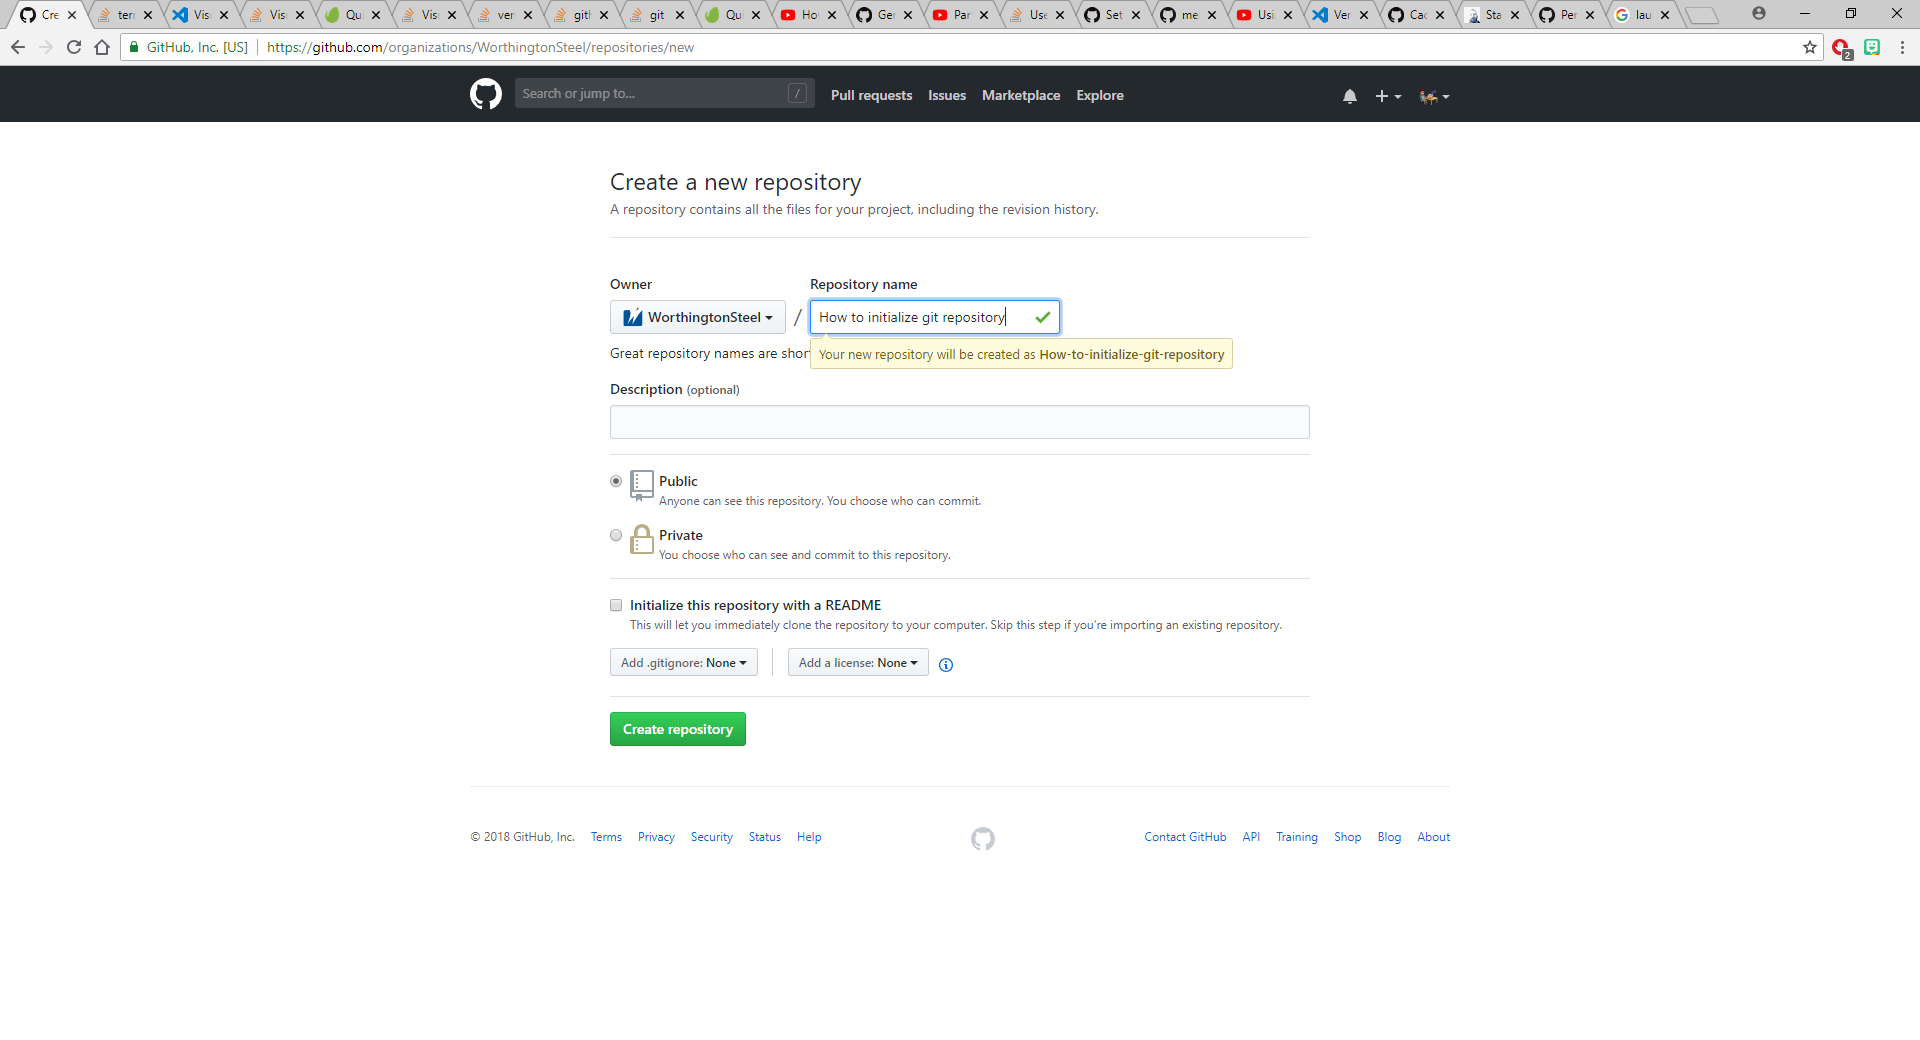 Cre
ter
Vis
Vis
Qu
Vis
ver
gitl
git
Qui
Ho
Ger
Par
Use
Set
me
Usi
Ver
Cac
Sta
Per
lau
GitHub, Inc. [US] https://github.com/organizations/WorthingtonSteel/repositories/new
2
Search or jump to... /
Pull requests Issues Marketplace Explore
Create a new repository
A repository contains all the files for your project, including the revision history.
Owner Repository name
WorthingtonSteel / How to initialize git repository
Great repository names are short
Your new repository will be created as How-to-initialize-git-repository
Description (optional)
Public
Anyone can see this repository. You choose who can commit.
Private
You choose who can see and commit to this repository.
Initialize this repository with a README
This will let you immediately clone the repository to your computer. Skip this step if you’re importing an existing repository.
Add .gitignore: None Add a license: None
Create repository
© 2018 GitHub, Inc. Terms Privacy Security Status Help Contact GitHub API Training Shop Blog About